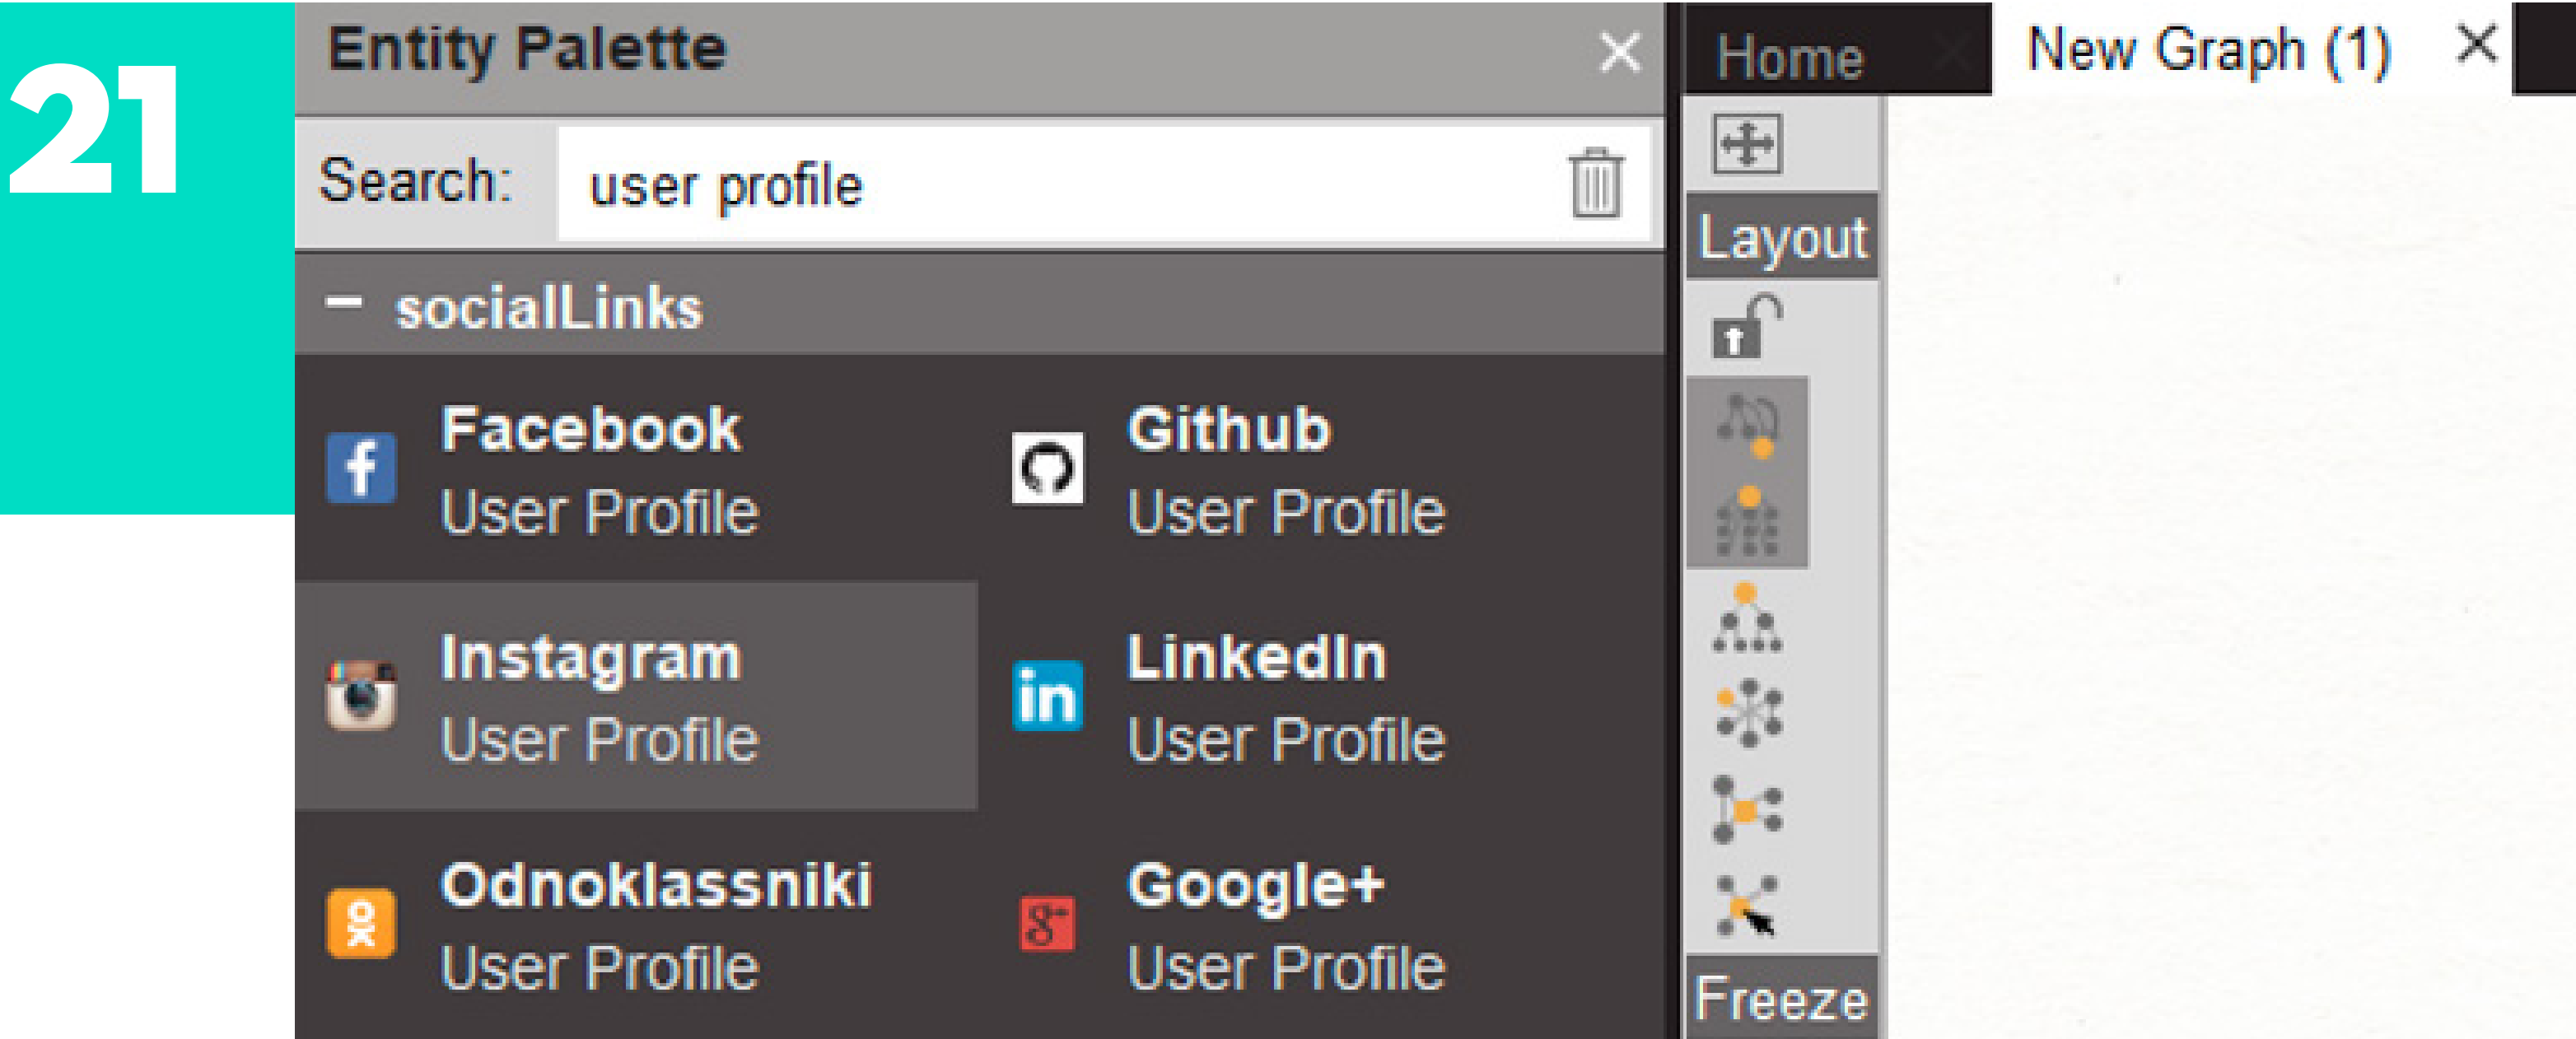 21
Entity Palette
Home
New Graph (1)
Search:
user profile
Layout
socialLinks
Facebook
User Profile
Github
User Profile
Instagram
User Profile
LinkedIn
User Profile
in
Odnoklassniki
User Profile
Google+
User Profile
Freeze